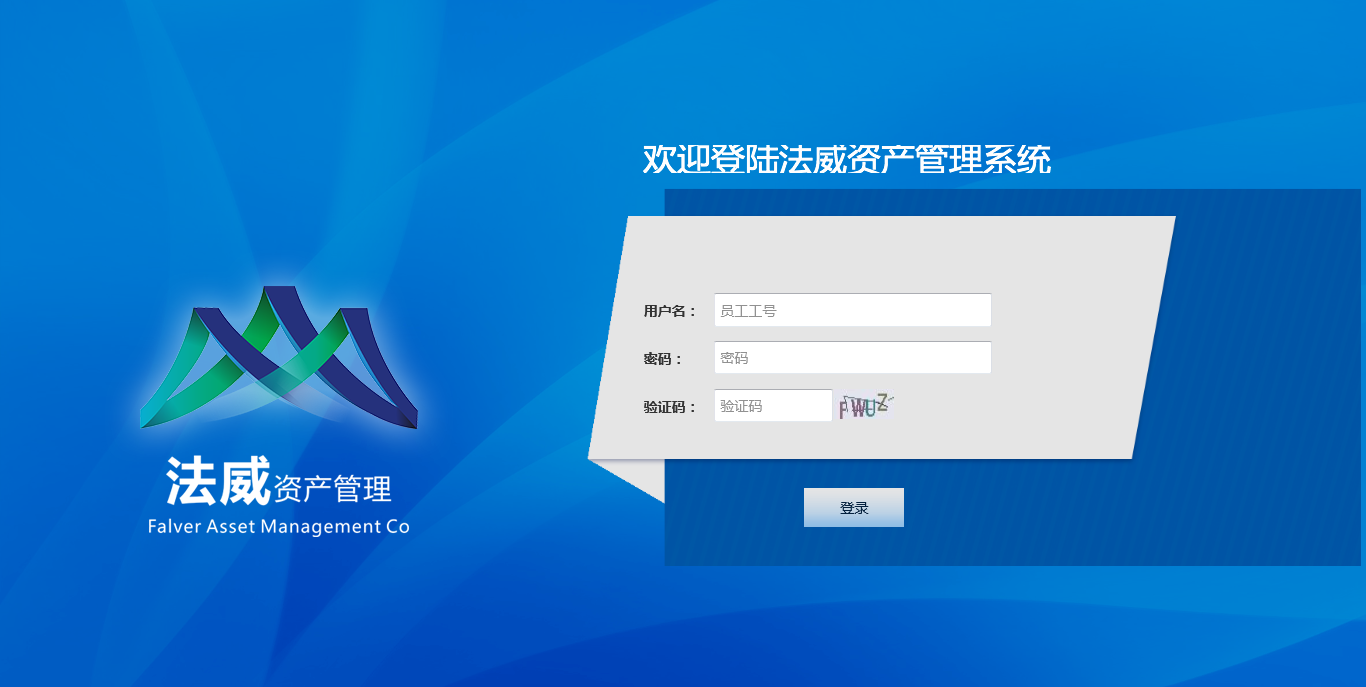 欢迎登陆法威资产管理系统
用户名：
员工工号
密码：
密码
验证码：
验证码
FWUZ
登录
法威资产管理
Falver Asset Management Co